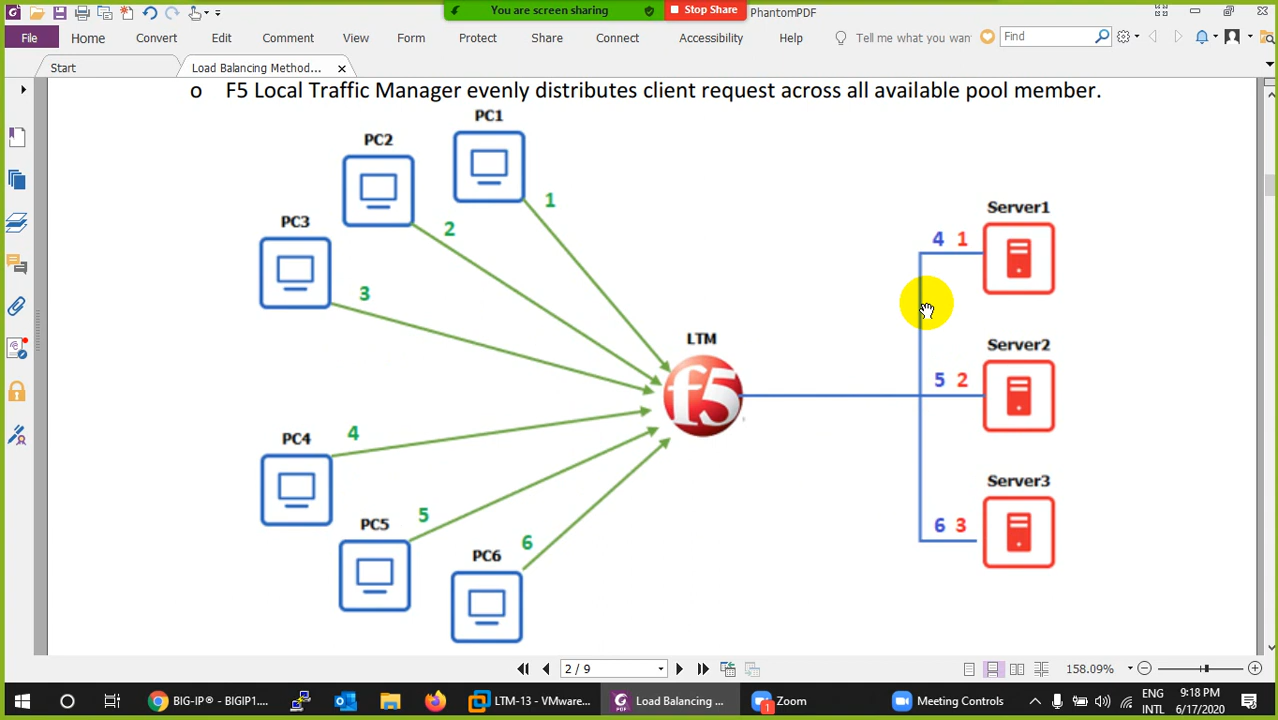 You are screen sharing
Stop Share
PhantomPDF
File
Home
Convert
Edit
Comment
View
Form
Protect
Share
Connect
Accessibility
Help
Tell me what you want
Find
Start
Load Balancing Method...
o F5 Local Traffic Manager evenly distributes client request across all available pool member.
PC1
PC2
1
2
PC3
3
Server1
4 1
LTM
f5
Server2
5 2
PC4
4
Server3
6 3
PC5
5
PC6
6
2 / 9
158.09%
BIG-IP® - BIGIP1....
LTM-13 - VMware...
Load Balancing ...
Zoom
1
Meeting Controls
ENG
INTL
9:18 PM
6/17/2020